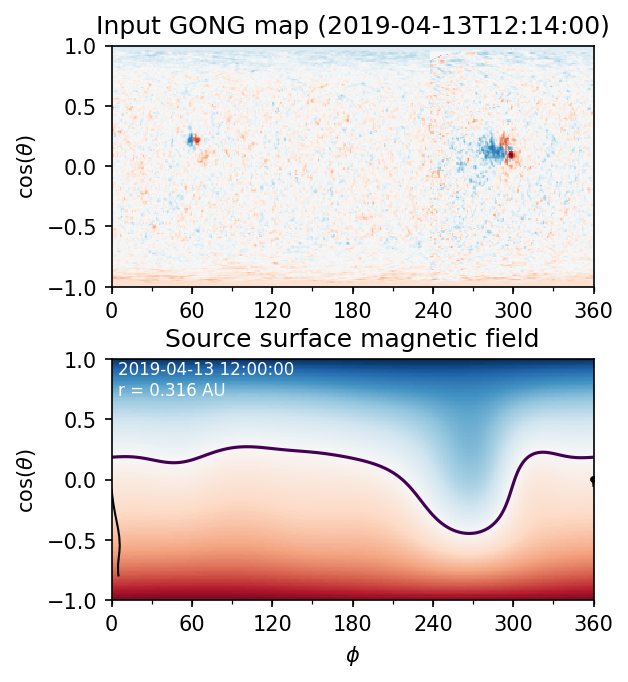 Input GONG map (2019-04-13T12:14:00)
1.0
0.5
0.0
−0.5
−1.0
cos(θ)
0 60 120 180 240 300 360
Source surface magnetic field
2019-04-13 12:00:00
r = 0.316 AU
1.0
0.5
0.0
−0.5
−1.0
cos(θ)
0 60 120 180 240 300 360
ϕ